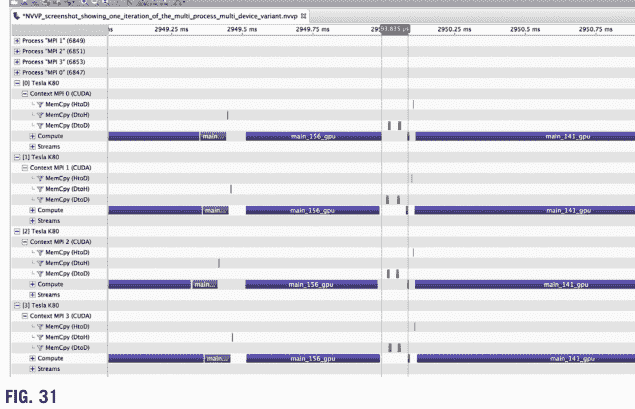 *NVVP_screenshot_showing_one_iteration_of_the_multi_process_multi_device_variant.nvvp
2949.25 ms 2949.5 ms 2949.75 ms 2950.25 ms 2950.5 ms 2950.75 ms
Process "MPI 1" (6849)
Process "MPI 2" (6851)
Process "MPI 3" (6853)
Process "MPI 0" (6847)
[0] Tesla K80
Context MPI 0 (CUDA)
MemCpy (HtoD)
MemCpy (DtoH)
MemCpy (DtoD)
Compute main... main_156_gpu main_141_gpu
Streams
[1] Tesla K80
Context MPI 1 (CUDA)
MemCpy (HtoD)
MemCpy (DtoH)
MemCpy (DtoD)
Compute main... main_156_gpu main_141_gpu
Streams
[2] Tesla K80
Context MPI 2 (CUDA)
MemCpy (HtoD)
MemCpy (DtoH)
MemCpy (DtoD)
Compute main... main_156_gpu main_141_gpu
Streams
[3] Tesla K80
Context MPI 3 (CUDA)
MemCpy (HtoD)
MemCpy (DtoH)
MemCpy (DtoD)
Compute main... main_156_gpu main_141_gpu
Streams
FIG. 31